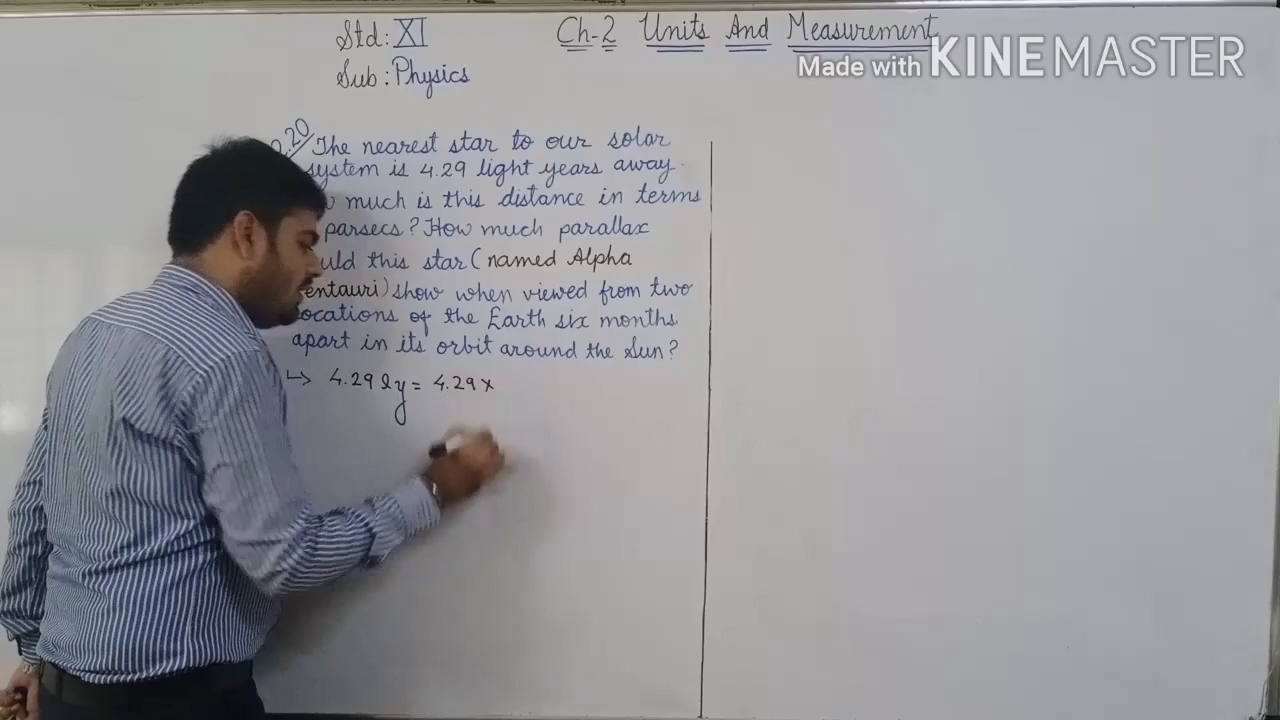 Std: XI
Ch-2 Units And Measurement
Made with KINEMASTER
Sub: Physics
2.20
The nearest star to our solar
system is 4.29 light years away.
much is this distance in terms
parsecs? How much parallax
this star (named Alpha
show when viewed from two
locations of the Earth six months
apart in its orbit around the Sun?
↳ 4.29 ly = 4.29 x